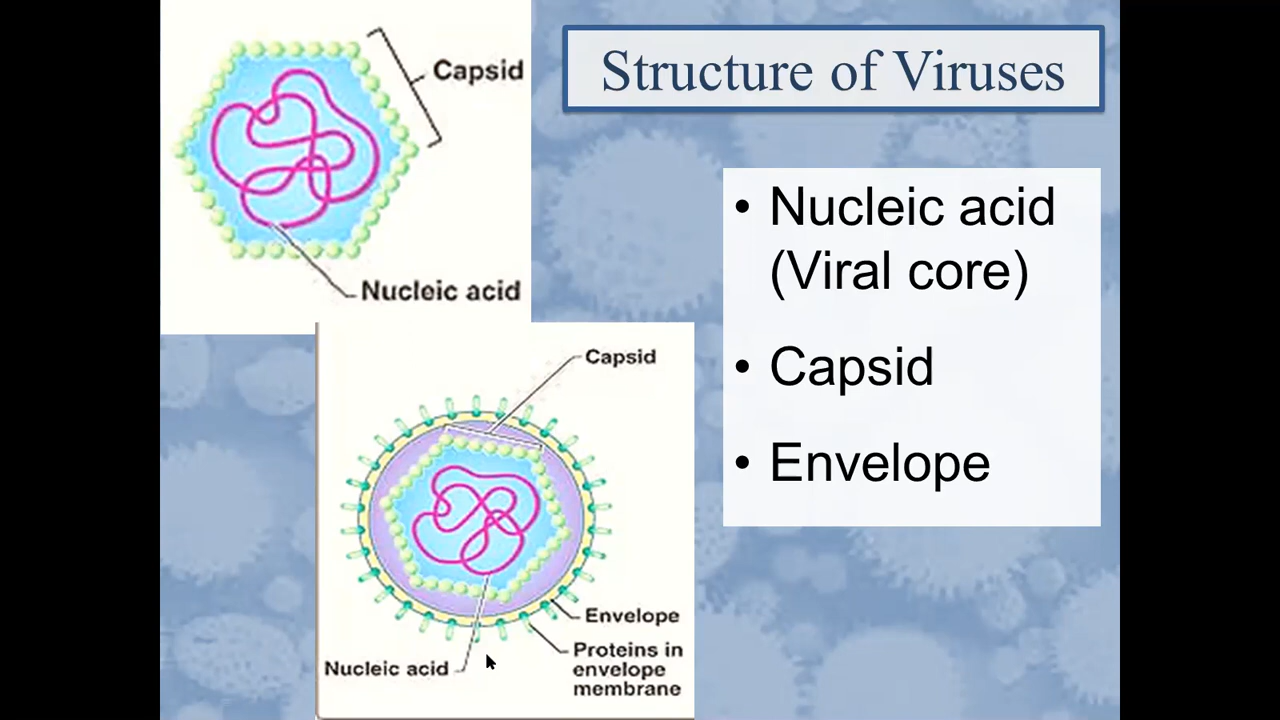 Structure of Viruses
Capsid
Nucleic acid
• Nucleic acid
(Viral core)
• Capsid
• Envelope
Capsid
Envelope
Proteins in
envelope
membrane
Nucleic acid